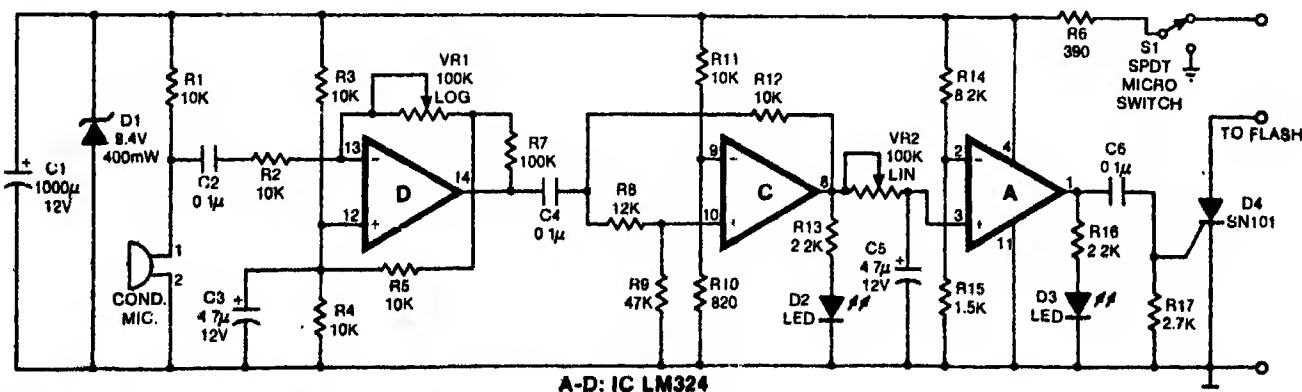 C1
1000µ
12V
D1
9.4V
400mW
R1
10K
C2
0 1µ
R2
10K
COND.
MIC.
1
2
C3
4 7µ
12V
R3
10K
R4
10K
R5
10K
VR1
100K
LOG
13
12
14
D
R7
100K
C4
0 1µ
R8
12K
R9
47K
R11
10K
R10
820
R12
10K
9
10
8
C
R13
2 2K
D2
LED
VR2
100K
LIN
C5
4 7µ
12V
R14
8.2K
R15
1.5K
2
3
4
11
1
A
R16
2 2K
D3
LED
C6
0 1µ
R17
2.7K
D4
SN101
R6
390
S1
SPDT
MICRO
SWITCH
TO FLASH
A-D: IC LM324